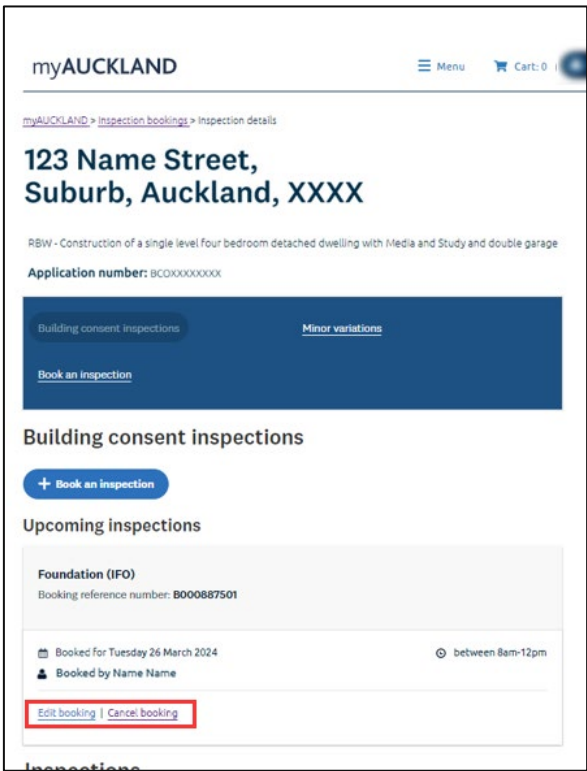 myAUCKLAND
Menu
Cart: 0
myAUCKLAND > Inspection bookings > Inspection details
123 Name Street,
Suburb, Auckland, XXXX
RBW - Construction of a single level four bedroom detached dwelling with Media and Study and double garage
Application number: BCOXXXXXXXX
Building consent inspections
Minor variations
Book an inspection
Building consent inspections
+ Book an inspection
Upcoming inspections
Foundation (IFO)
Booking reference number: B000887501
Booked for Tuesday 26 March 2024
between 8am-12pm
Booked by Name Name
Edit booking | Cancel booking
Inspections